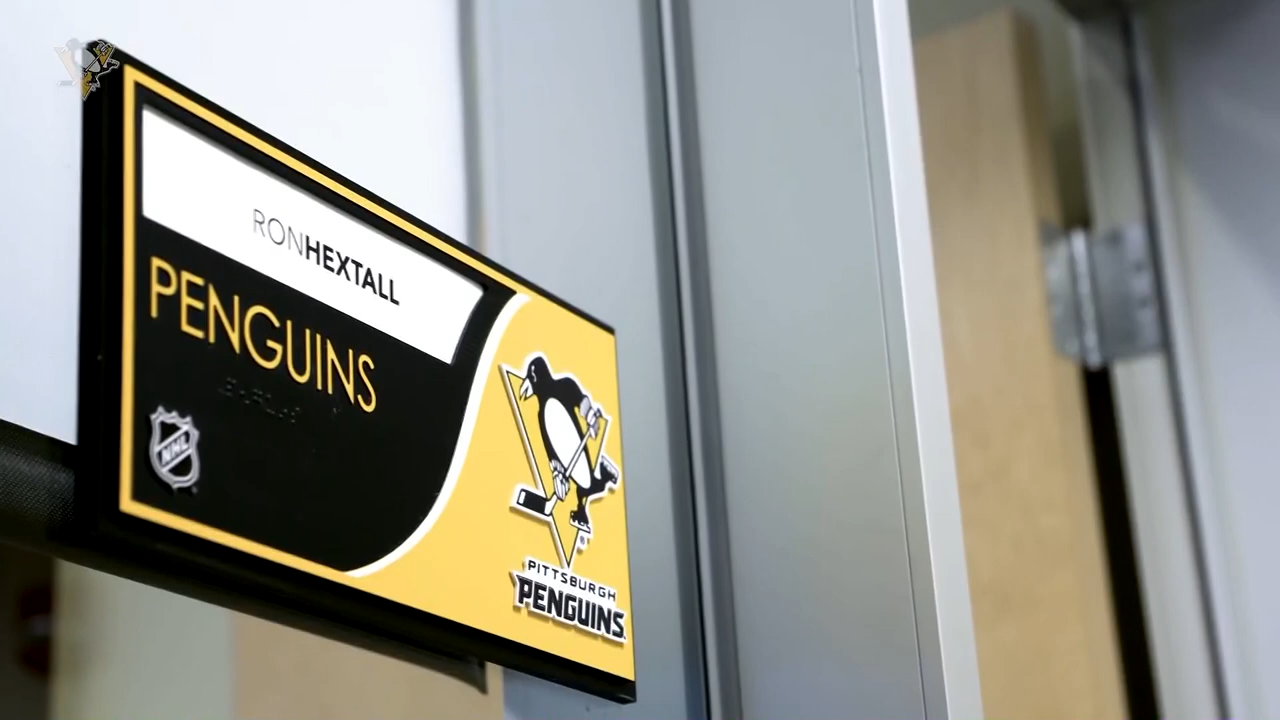 RONHEXTALL
PENGUINS
NHL
PITTSBURGH
PENGUINS